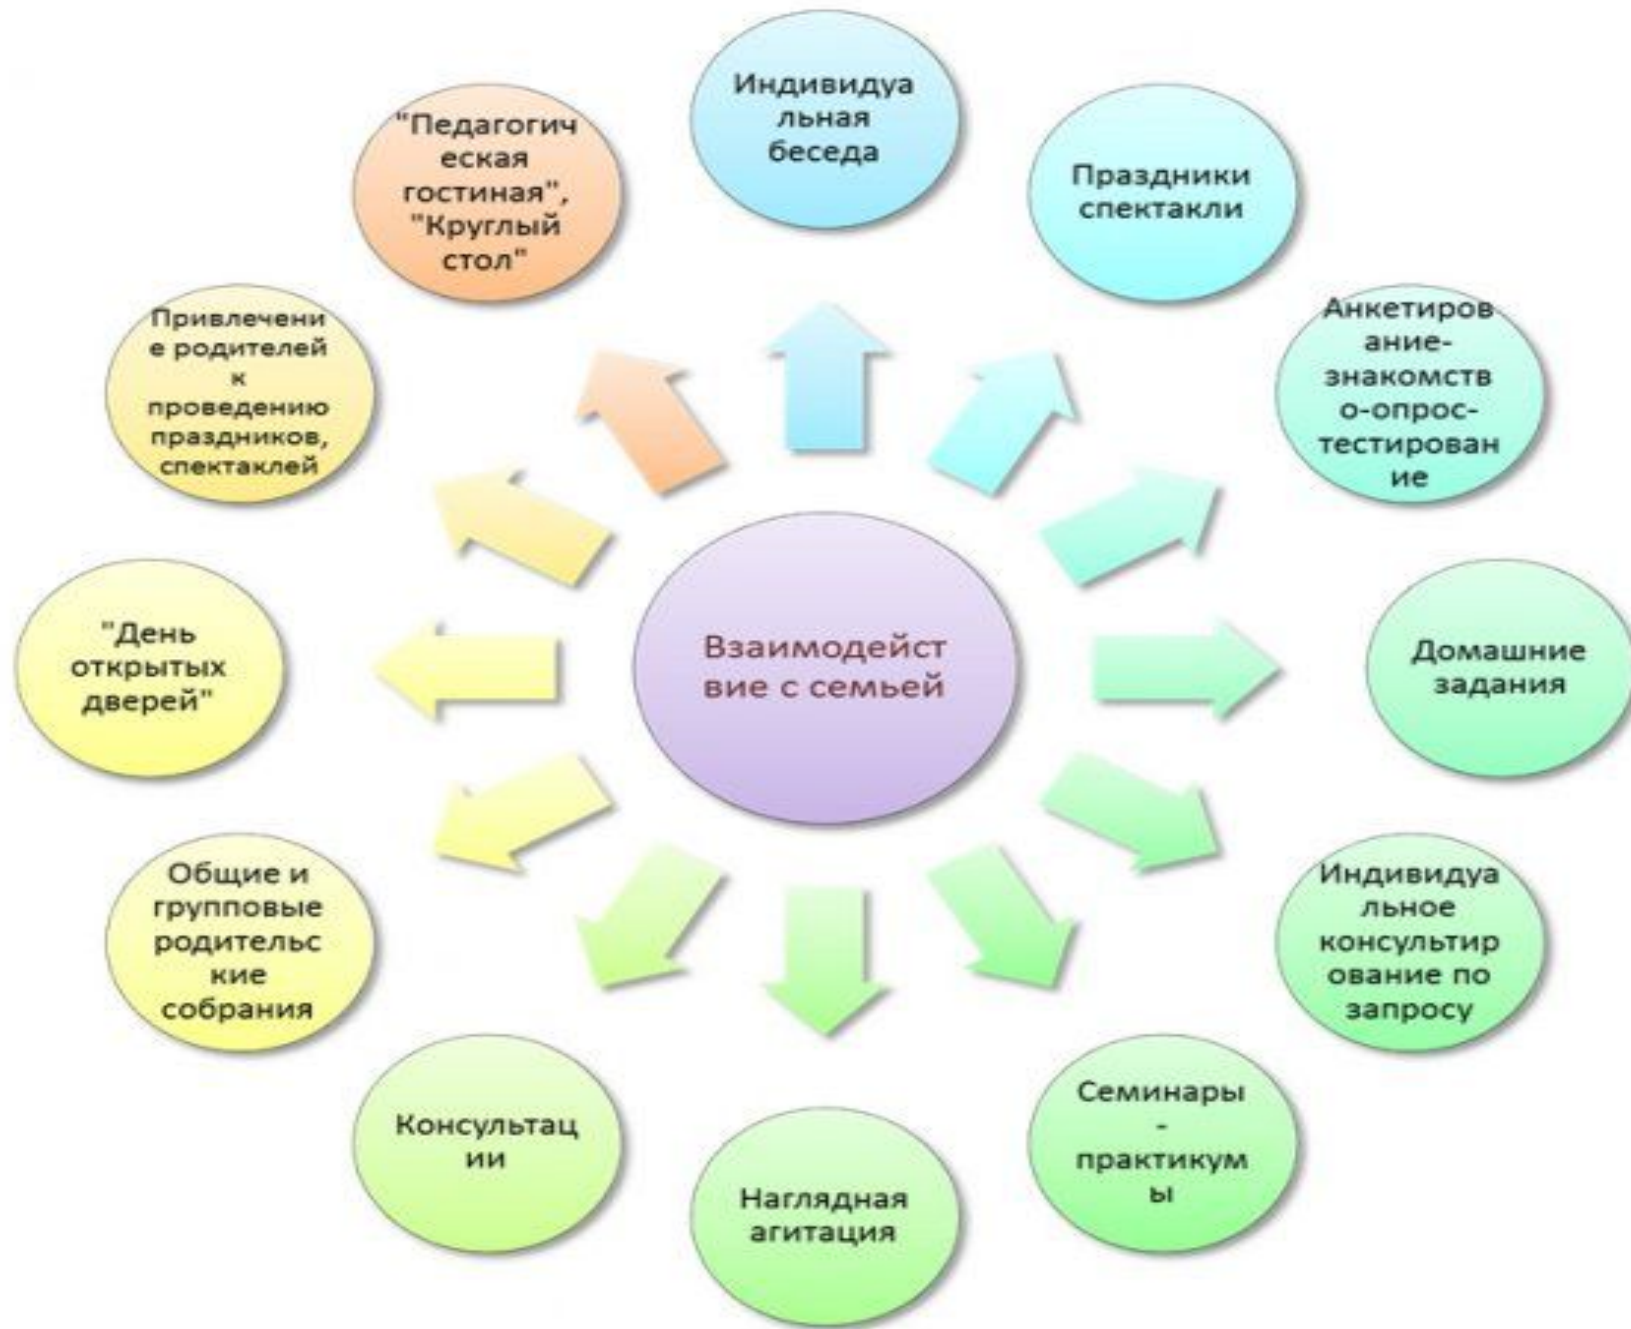 Индивидуа
льная
беседа
Праздники
спектакли
Анкетиров
ание-
знакомств
о-опрос-
тестирован
ие
Домашние
задания
Индивидуа
льное
консультир
ование по
запросу
Семинары
-
практикум
ы
Наглядная
агитация
Консультац
ии
Общие и
групповые
родительс
кие
собрания
"День
открытых
дверей"
Привлечени
е родителей
к
проведению
праздников,
спектаклей
"Педагогич
еская
гостиная",
"Круглый
стол"
Взаимодейст
вие с семьей